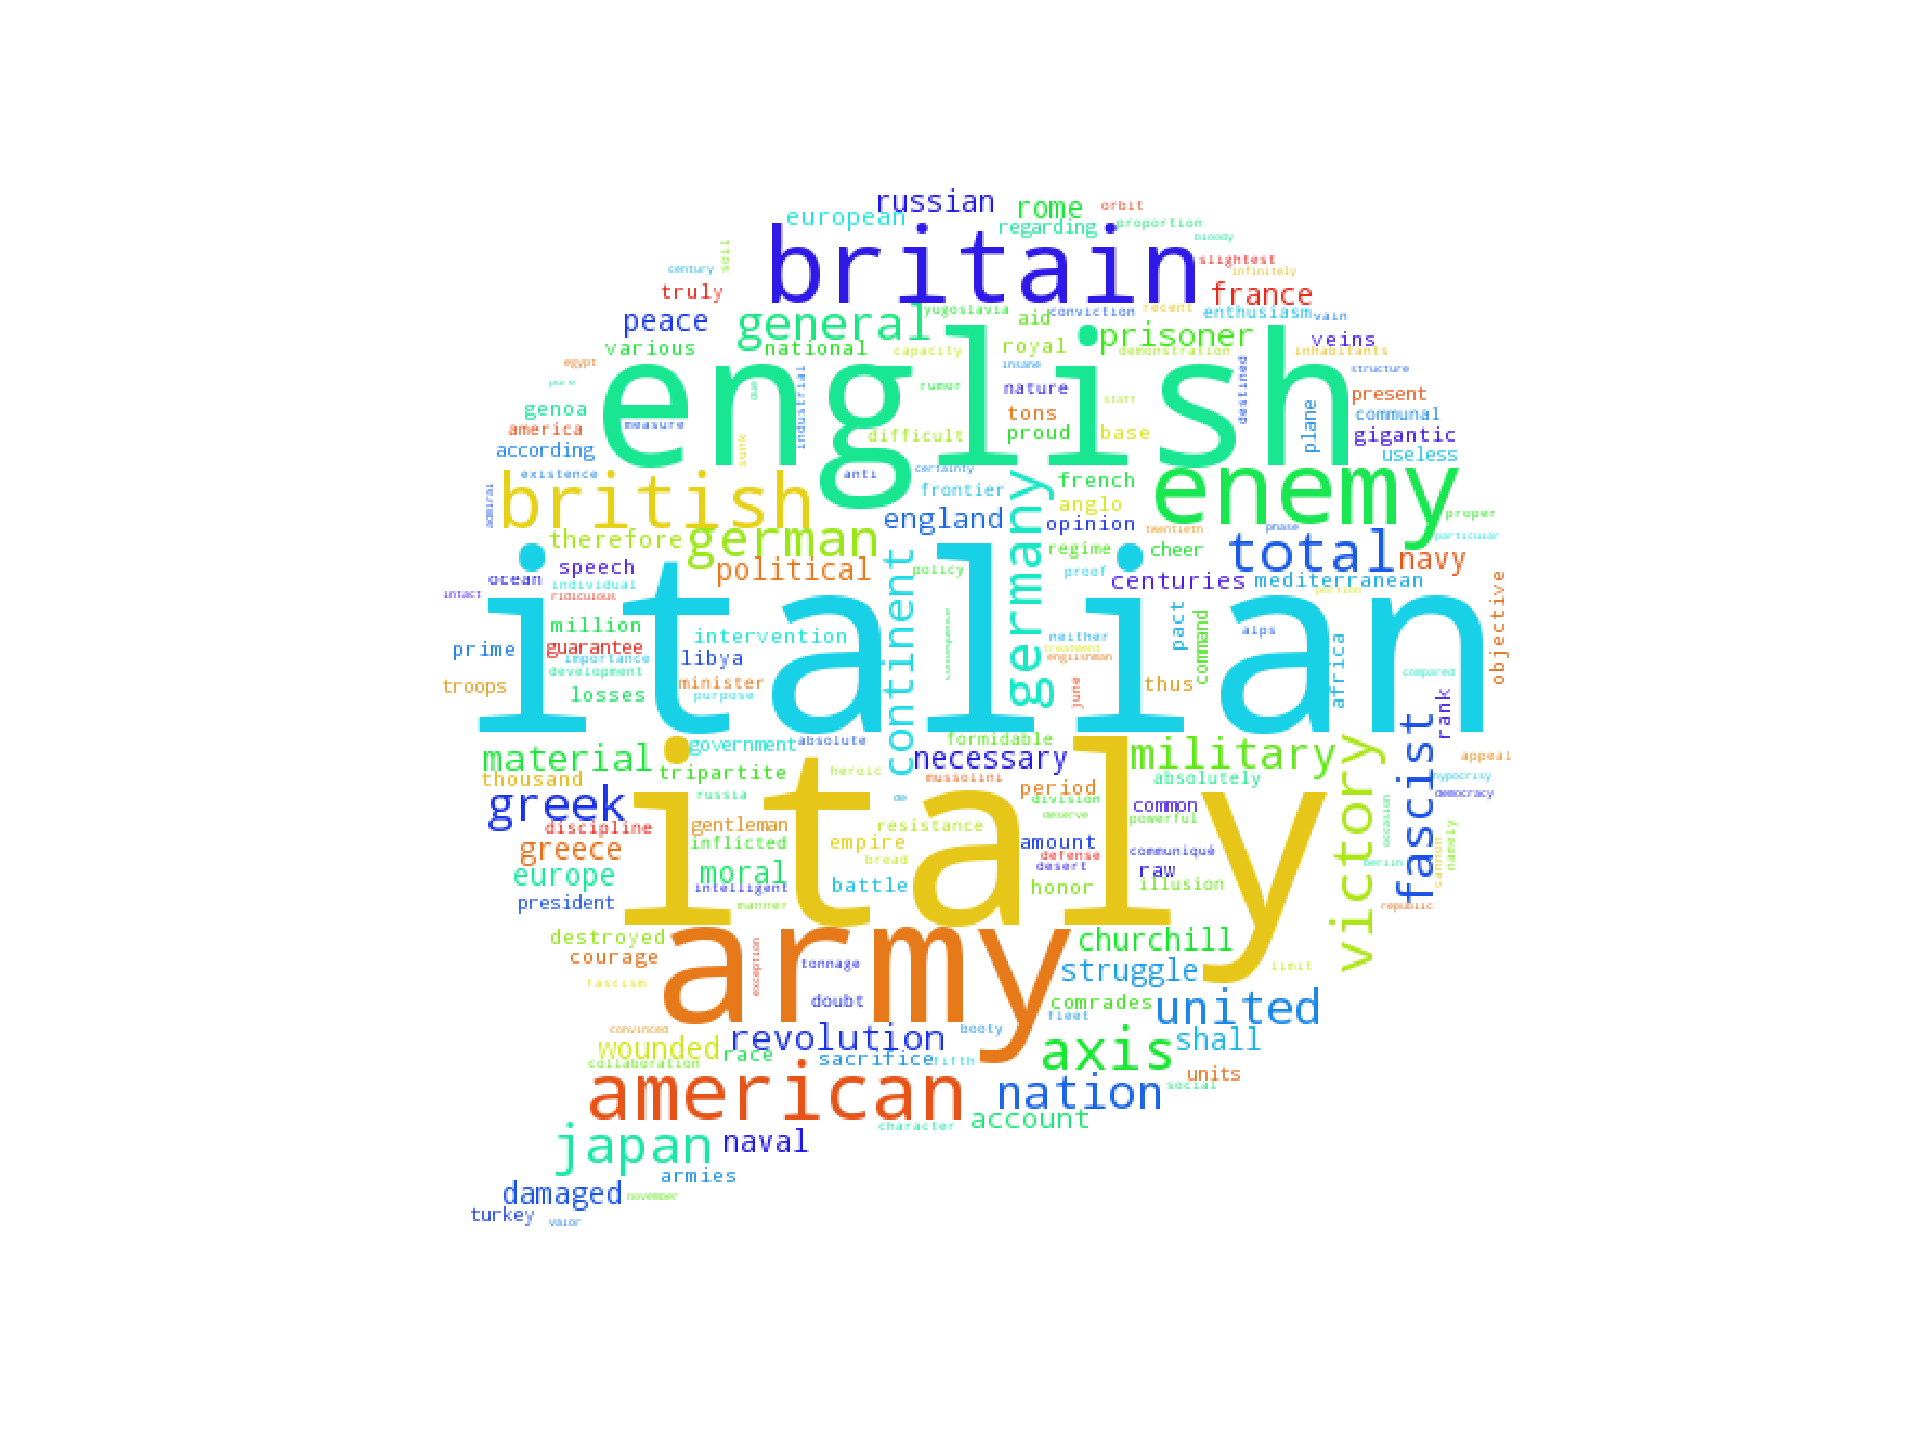 russian
rome
orbit
european
regarding
proportion
bloody
britain
soil
century
slightest
infinitely
truly
france
peace
general
yugoslavia
aid
conviction
recent
enthusiasm
vain
various
national
capacity
royal
prisoner
demonstration
veins
inhabitants
egypt
english
industrial
insane
destined
structure
genoa
rumor
nature
staff
present
america
measure
tons
communal
according
sunk
difficult
proud
base
plane
gigantic
useless
existence
anti
certainty
french
enemy
admiral
british
frontier
anglo
england
opinion
twentieth
phase
proper
therefore
german
germany
regime
cheer
total
navy
particular
speech
political
continent
policy
proof
centuries
mediterranean
ocean
individual
portion
intact
ridiculous
italian
objective
million
intervention
neither
pact
command
alps
africa
prime
guarantee
libya
treatment
importance
englishman
development
minister
compared
troops
losses
purpose
june
thus
rank
material
government
absolute
formidable
necessary
military
victory
fascist
appeal
thousand
tripartite
heroic
mussolini
absolutely
hypocrisy
greek
russia
de
italy
period
division
common
democracy
discipline
gentleman
resistance
deserve
powerful
greece
inflicted
empire
amount
communiqué
namely
bread
defense
berlin
europe
moral
desert
raw
intelligent
battle
honor
illusion
president
manner
republic
destroyed
army
churchill
courage
tonnage
struggle
limit
fascism
doubt
comrades
united
convinced
revolution
booty
fleet
wounded
race
sacrifice
fifth
axis
shall
collaboration
american
nation
units
social
account
character
japan
naval
armies
damaged
november
turkey
valor